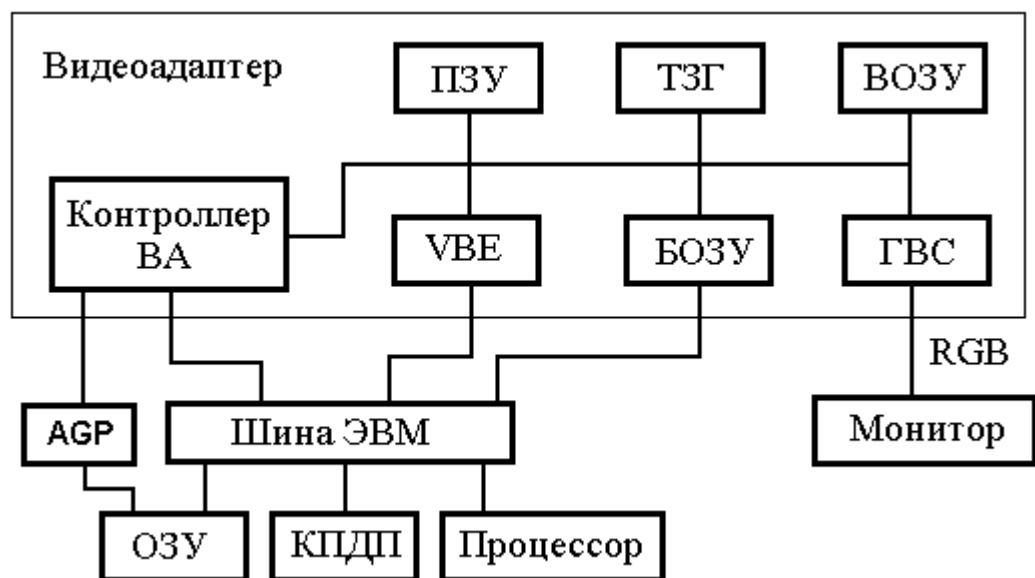 Видеоадаптер
ПЗУ
ТЗГ
ВОЗУ
Контроллер
ВА
VBE
БОЗУ
ГВС
RGB
AGP
Шина ЭВМ
Монитор
ОЗУ
КПДП
Процессор